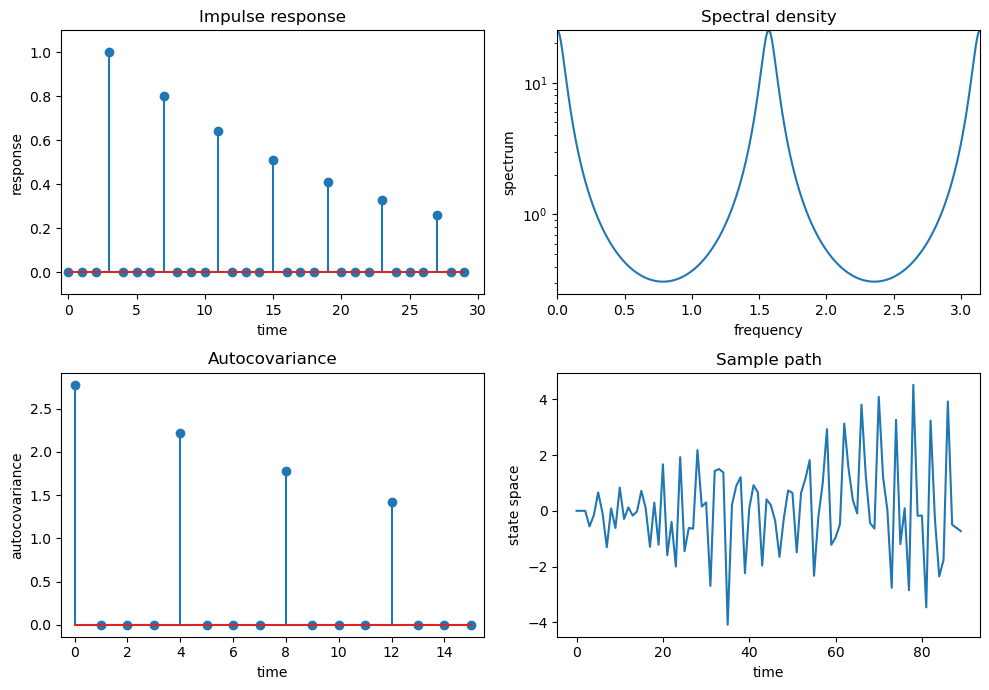 Impulse response
1.0
0.8
0.6
0.4
0.2
0.0
response
0 5 10 15 20 25 30
time
Spectral density
10^1
10^0
spectrum
0.0 0.5 1.0 1.5 2.0 2.5 3.0
frequency
Autocovariance
2.5
2.0
1.5
1.0
0.5
0.0
autocovariance
0 2 4 6 8 10 12 14
time
Sample path
4
2
0
−2
−4
state space
0 20 40 60 80
time